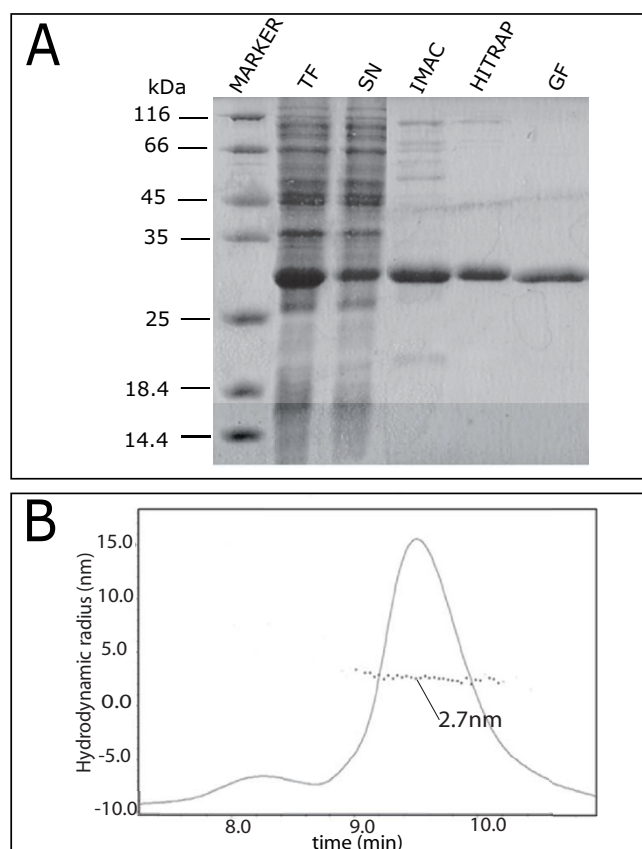 A
MARKER TF SN IMAC HITRAP GF
kDa
116
66
45
35
25
18.4
14.4
B
Hydrodynamic radius (nm)
15.0
10.0
5.0
0.0
-5.0
-10.0
2.7nm
8.0 9.0 10.0
time (min)